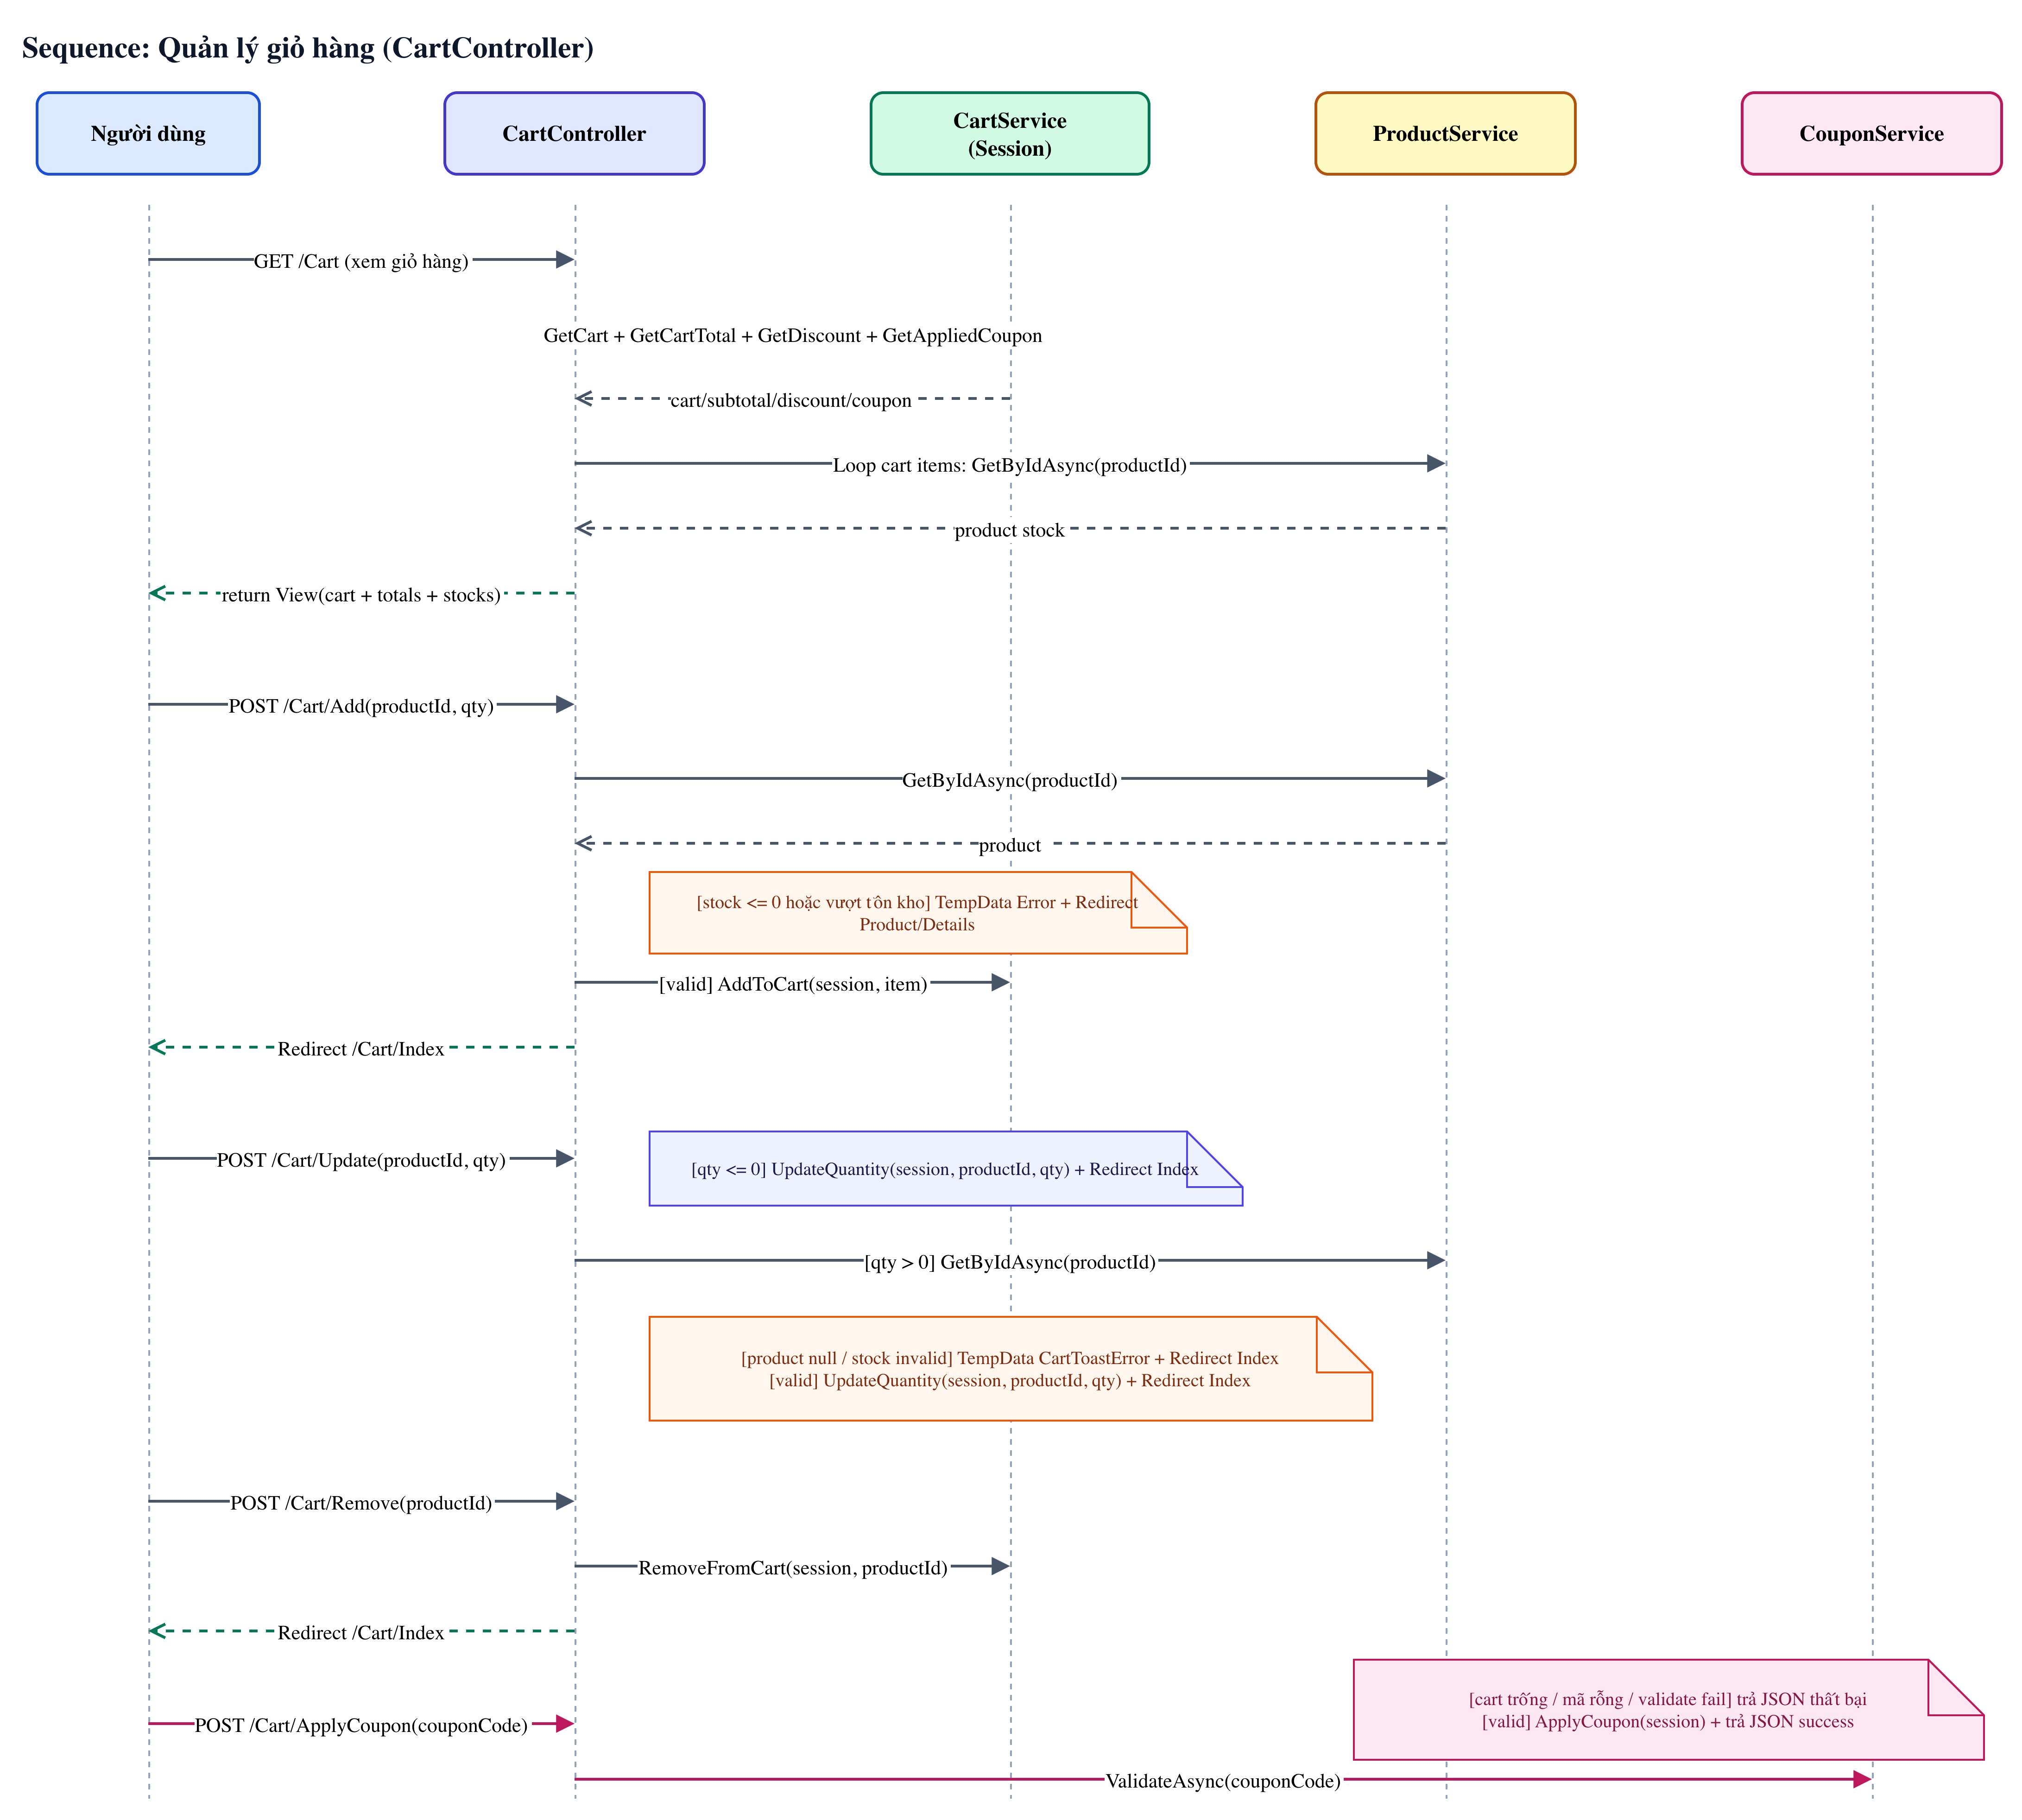 Sequence: Quản lý giỏ hàng (CartController)
Người dùng
CartController
CartService
(Session)
ProductService
CouponService
GET /Cart (xem giỏ hàng)
GetCart + GetCartTotal + GetDiscount + GetAppliedCoupon
cart/subtotal/discount/coupon
Loop cart items: GetByIdAsync(productId)
product stock
return View(cart + totals + stocks)
POST /Cart/Add(productId, qty)
GetByIdAsync(productId)
product
[stock <= 0 hoặc vượt tồn kho] TempData Error + Redirect
Product/Details
[valid] AddToCart(session, item)
Redirect /Cart/Index
POST /Cart/Update(productId, qty)
[qty <= 0] UpdateQuantity(session, productId, qty) + Redirect Index
[qty > 0] GetByIdAsync(productId)
[product null / stock invalid] TempData CartToastError + Redirect Index
[valid] UpdateQuantity(session, productId, qty) + Redirect Index
POST /Cart/Remove(productId)
RemoveFromCart(session, productId)
Redirect /Cart/Index
[cart trống / mã rỗng / validate fail] trả JSON thất bại
[valid] ApplyCoupon(session) + trả JSON success
POST /Cart/ApplyCoupon(couponCode)
ValidateAsync(couponCode)